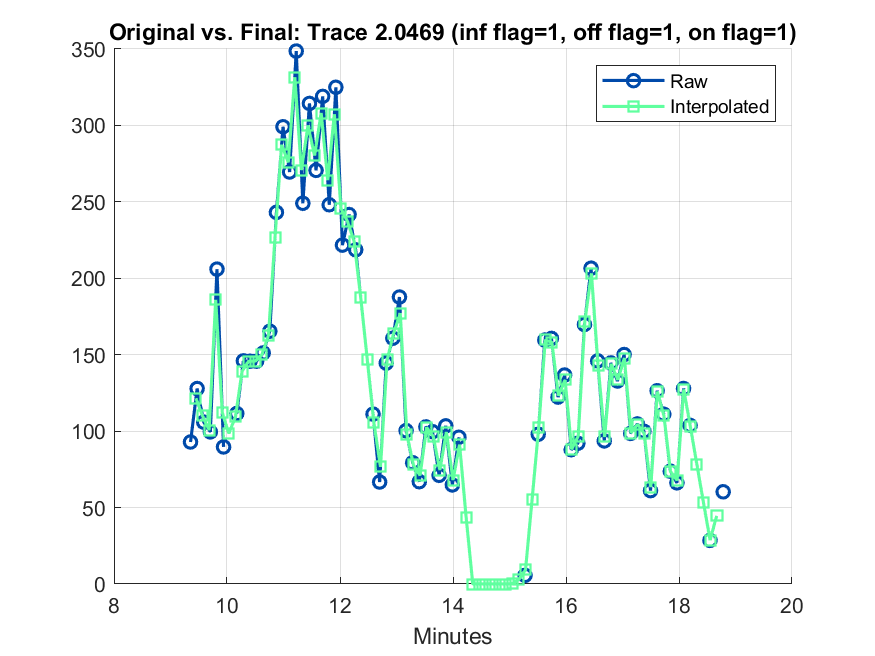 Original vs. Final: Trace 2.0469 (inf flag=1, off flag=1, on flag=1)
350
300
250
200
150
100
50
0
8 10 12 14 16 18 20
Minutes
Raw
Interpolated